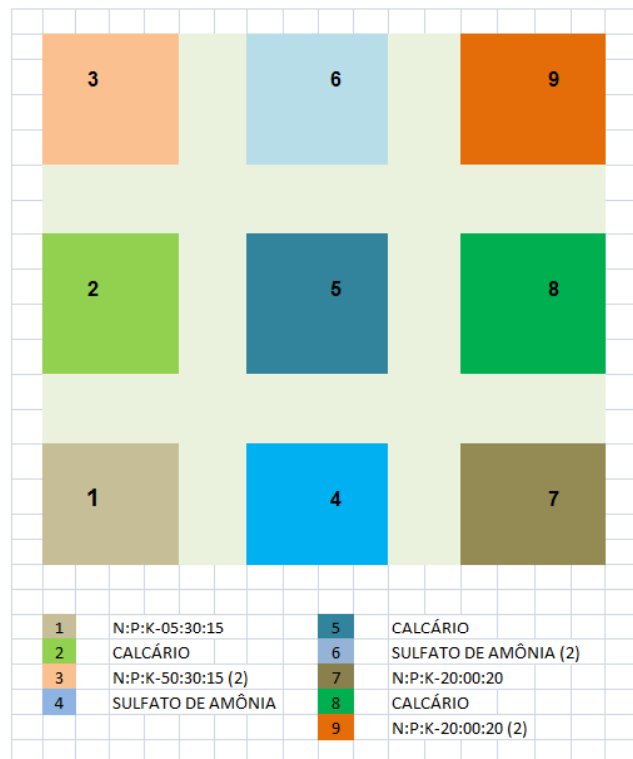 3 6 9
2 5 8
1 4 7
1 N:P:K-05:30:15 5 CALCÁRIO
2 CALCÁRIO 6 SULFATO DE AMÔNIA (2)
3 N:P:K-50:30:15 (2) 7 N:P:K-20:00:20
4 SULFATO DE AMÔNIA 8 CALCÁRIO
9 N:P:K-20:00:20 (2)